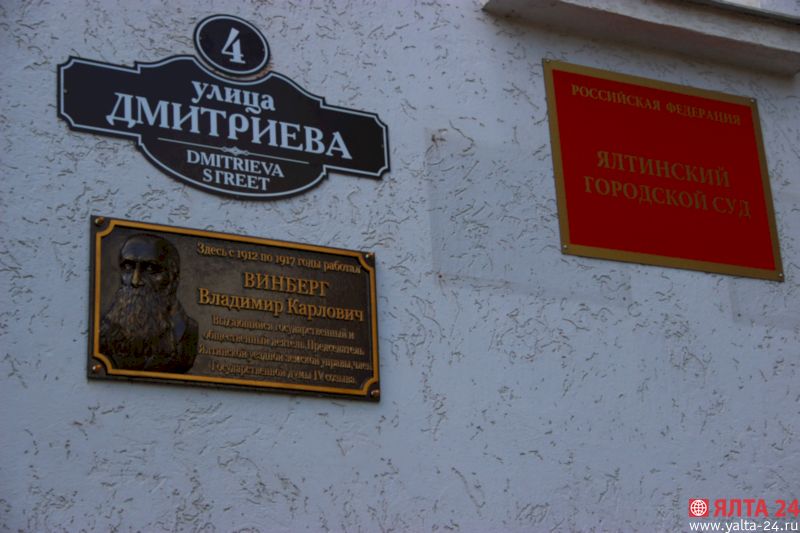 4
улица
ДМИТРИЕВА
DMITRIEVA
STREET
РОССИЙСКАЯ ФЕДЕРАЦИЯ
ЯЛТИНСКИЙ
ГОРОДСКОЙ СУД
Здесь с 1912 по 1917 годы работал
ВИНБЕРГ
Владимир Карлович
Выдающийся государственный и
общественный деятель. Председатель
Ялтинской уездной земской управы, член
Государственной думы IV созыва.
ЯЛТА 24
www.yalta-24.ru